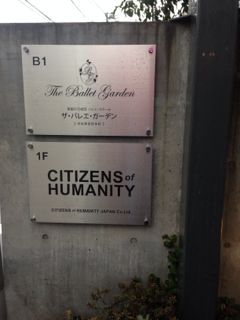 B1
The Ballet Garden
ザ・バレエ・ガーデン
1F
CITIZENS of
HUMANITY
CITIZENS of HUMANITY JAPAN Co.,Ltd.